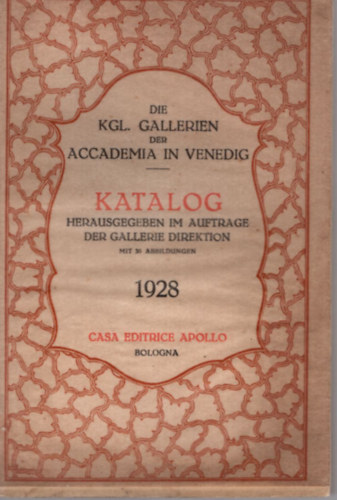 DIE
KGL. GALLERIEN
DER
ACCADEMIA IN VENEDIG
KATALOG
HERAUSGEGEBEN IM AUFTRAGE
DER GALLERIE DIREKTION
MIT ABBILDUNGEN
1928
CASA EDITRICE APOLLO
BOLOGNA